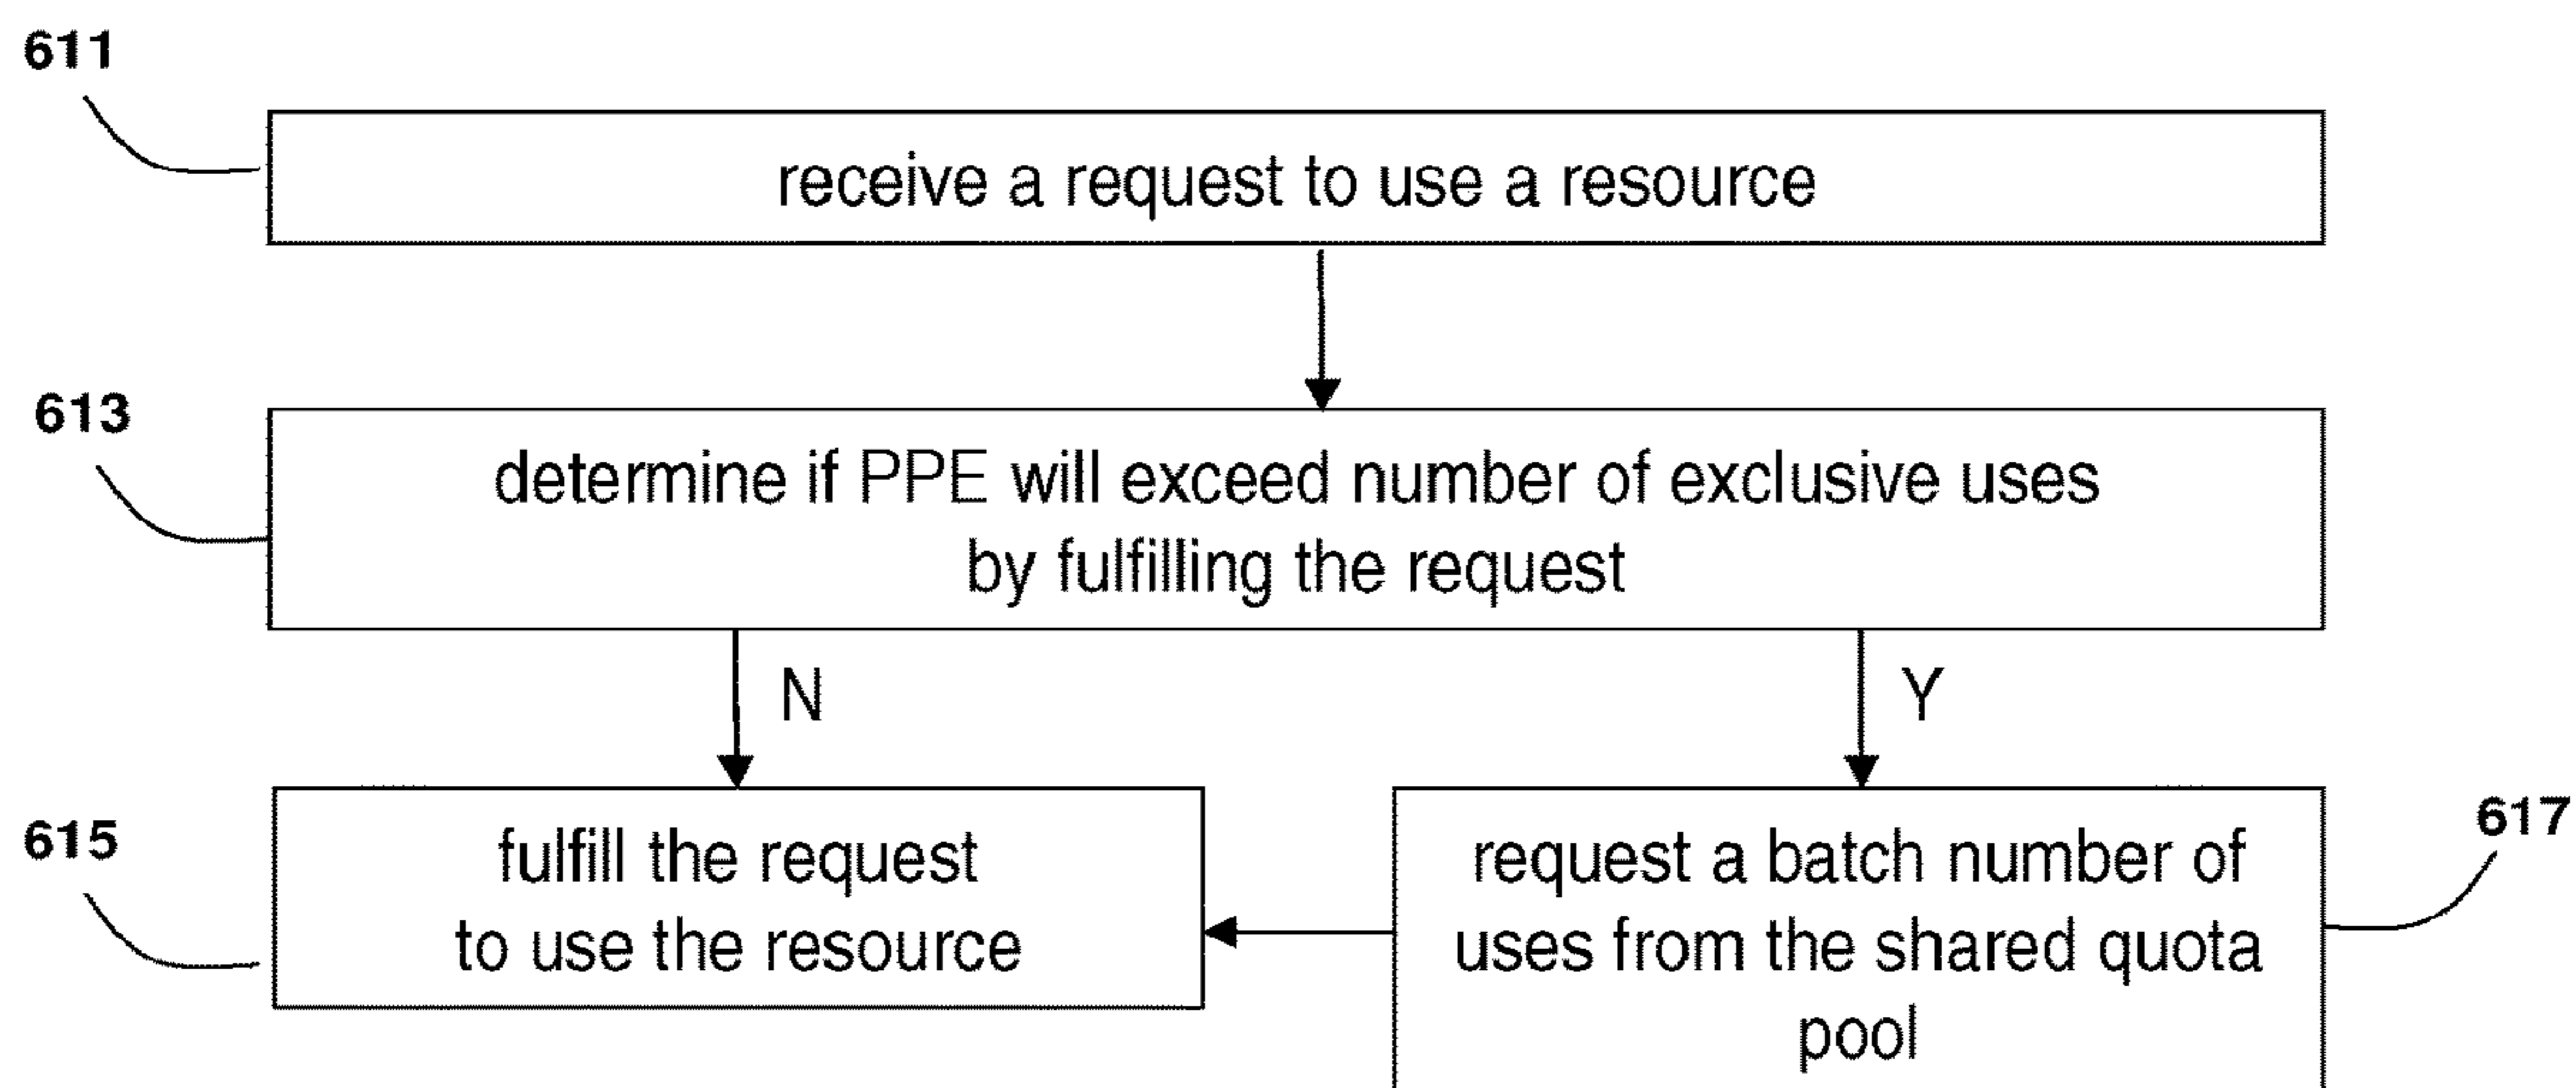 611
receive a request to use a resource
613
determine if PPE will exceed number of exclusive uses
by fulfilling the request
N
Y
615
fulfill the request
to use the resource
617
request a batch number of
uses from the shared quota
pool